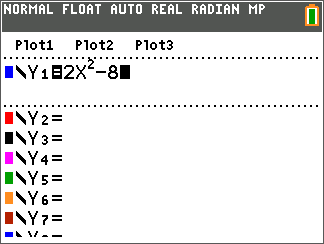 NORMAL FLOAT AUTO REAL RADIAN MP
Plot1 Plot2 Plot3
\Y₁=2X²-8
\Y₂=
\Y₃=
\Y₄=
\Y₅=
\Y₆=
\Y₇=